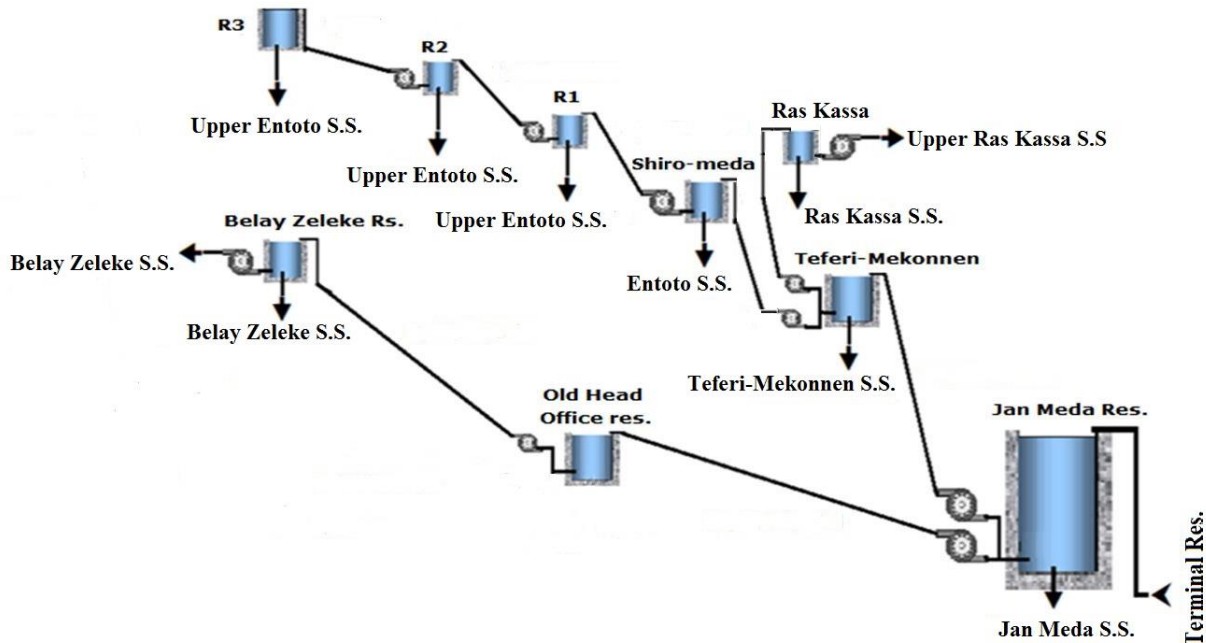 R3
R2
R1
Ras Kassa
Upper Ras Kassa S.S
Upper Entoto S.S.
Shiro-meda
Upper Entoto S.S.
Upper Entoto S.S.
Ras Kassa S.S.
Belay Zeleke Rs.
Belay Zeleke S.S.
Teferi-Mekonnen
Entoto S.S.
Belay Zeleke S.S.
Teferi-Mekonnen S.S.
Old Head
Office res.
Jan Meda Res.
Terminal Res.
Jan Meda S.S.